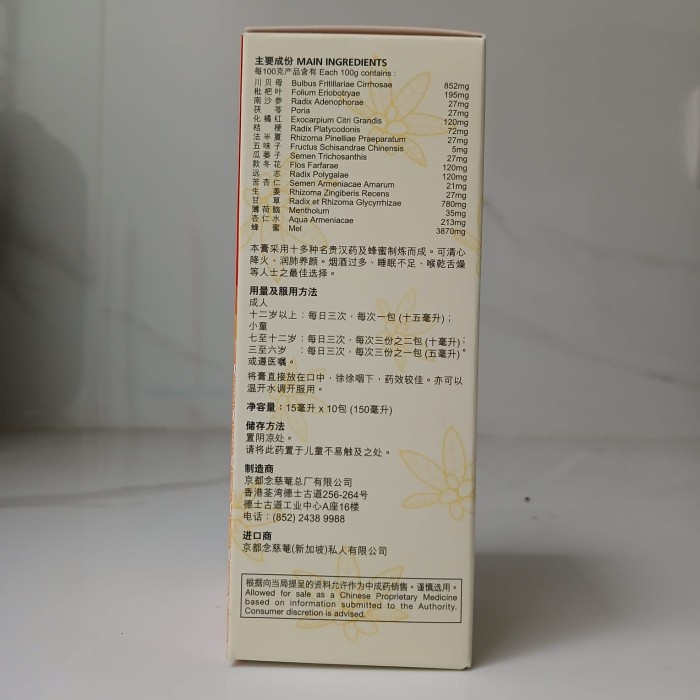 主要成份 MAIN INGREDIENTS
每100克产品含有 Each 100g contains :
川贝母 Bulbus Fritillariae Cirrhosae 852mg
枇杷叶 Folium Eriobotryae 195mg
南沙参 Radix Adenophorae 27mg
茯苓 Poria 27mg
化橘红 Exocarpium Citri Grandis 120mg
桔梗 Radix Platycodonis 72mg
法半夏 Rhizoma Pinelliae Praeparatum 27mg
五味子 Fructus Schisandrae Chinensis 5mg
瓜蒌子 Semen Trichosanthis 27mg
款冬花 Flos Farfarae 120mg
远志 Radix Polygalae 120mg
苦杏仁 Semen Armeniacae Amarum 21mg
生姜 Rhizoma Zingiberis Recens 27mg
甘草 Radix et Rhizoma Glycyrrhizae 780mg
薄荷脑 Mentholum 35mg
杏仁水 Aqua Armeniacae 213mg
蜂蜜 Mel 3870mg
本膏采用十多种名贵汉药及蜂蜜制炼而成。可清心
降火、润肺养颜。烟酒过多、睡眠不足、喉乾舌燥
等人士之最佳选择。
用量及服用方法
成人
十二岁以上：每日三次，每次一包 (十五毫升)；
小童
七至十二岁：每日三次，每次三份之二包 (十毫升)；
三至六岁 ：每日三次，每次三份之一包 (五毫升)。
或遵医嘱。
将膏直接放在口中，徐徐咽下，药效较佳。亦可以
温开水调开服用。
净容量：15毫升 x 10包 (150毫升)
储存方法
置阴凉处。
请将此药置于儿童不易触及之处。
制造商
京都念慈菴总厂有限公司
香港荃湾德士古道256-264号
德士古道工业中心A座16楼
电话：(852) 2438 9988
进口商
京都念慈菴(新加坡)私人有限公司
根据向当局提呈的资料允许作为中成药销售。谨慎选用。
Allowed for sale as a Chinese Proprietary Medicine
based on information submitted to the Authority.
Consumer discretion is advised.